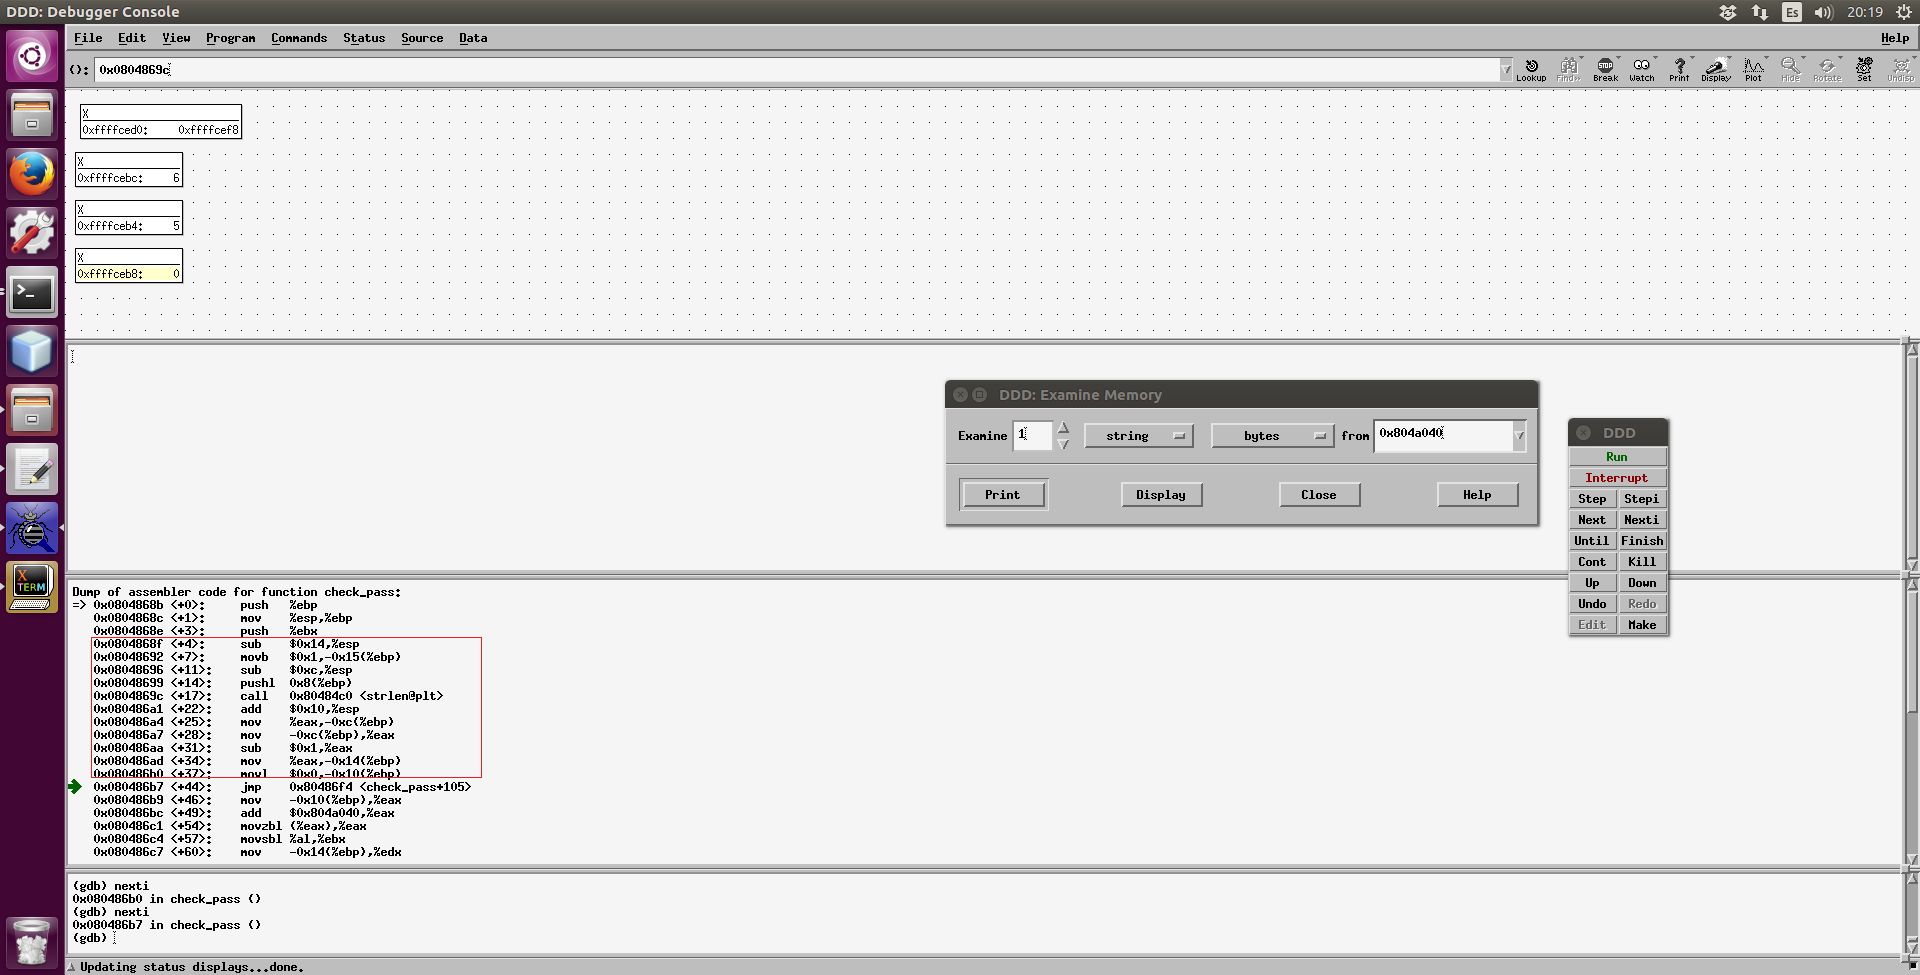 DDD: Debugger Console
Es
20:19
File Edit View Program Commands Status Source Data Help
(): 0x0804869c
Lookup Find>> Break Watch Print Display Plot Hide Rotate Set Undisp
STOP
X
0xffffced0: 0xffffcef8
X
0xffffcebc: 6
X
0xffffceb4: 5
X
0xffffceb8: 0
DDD: Examine Memory
Examine 1 string bytes from 0x804a040
Print Display Close Help
DDD
Run
Interrupt
Step Stepi
Next Nexti
Until Finish
Cont Kill
Up Down
Undo Redo
Edit Make
X
TERM
Dump of assembler code for function check_pass:
=> 0x0804868b <+0>: push %ebp
0x0804868c <+1>: mov %esp,%ebp
0x0804868e <+3>: push %ebx
0x0804868f <+4>: sub $0x14,%esp
0x08048692 <+7>: movb $0x1,-0x15(%ebp)
0x08048696 <+11>: sub $0xc,%esp
0x08048699 <+14>: pushl 0x8(%ebp)
0x0804869c <+17>: call 0x80484c0 <strlen@plt>
0x080486a1 <+22>: add $0x10,%esp
0x080486a4 <+25>: mov %eax,-0xc(%ebp)
0x080486a7 <+28>: mov -0xc(%ebp),%eax
0x080486aa <+31>: sub $0x1,%eax
0x080486ad <+34>: mov %eax,-0x14(%ebp)
0x080486b0 <+37>: movl $0x0,-0x10(%ebp)
0x080486b7 <+44>: jmp 0x80486f4 <check_pass+105>
0x080486b9 <+46>: mov -0x10(%ebp),%eax
0x080486bc <+49>: add $0x804a040,%eax
0x080486c1 <+54>: movzbl (%eax),%eax
0x080486c4 <+57>: movsbl %al,%ebx
0x080486c7 <+60>: mov -0x14(%ebp),%edx
(gdb) nexti
0x080486b0 in check_pass ()
(gdb) nexti
0x080486b7 in check_pass ()
(gdb)
Updating status displays...done.